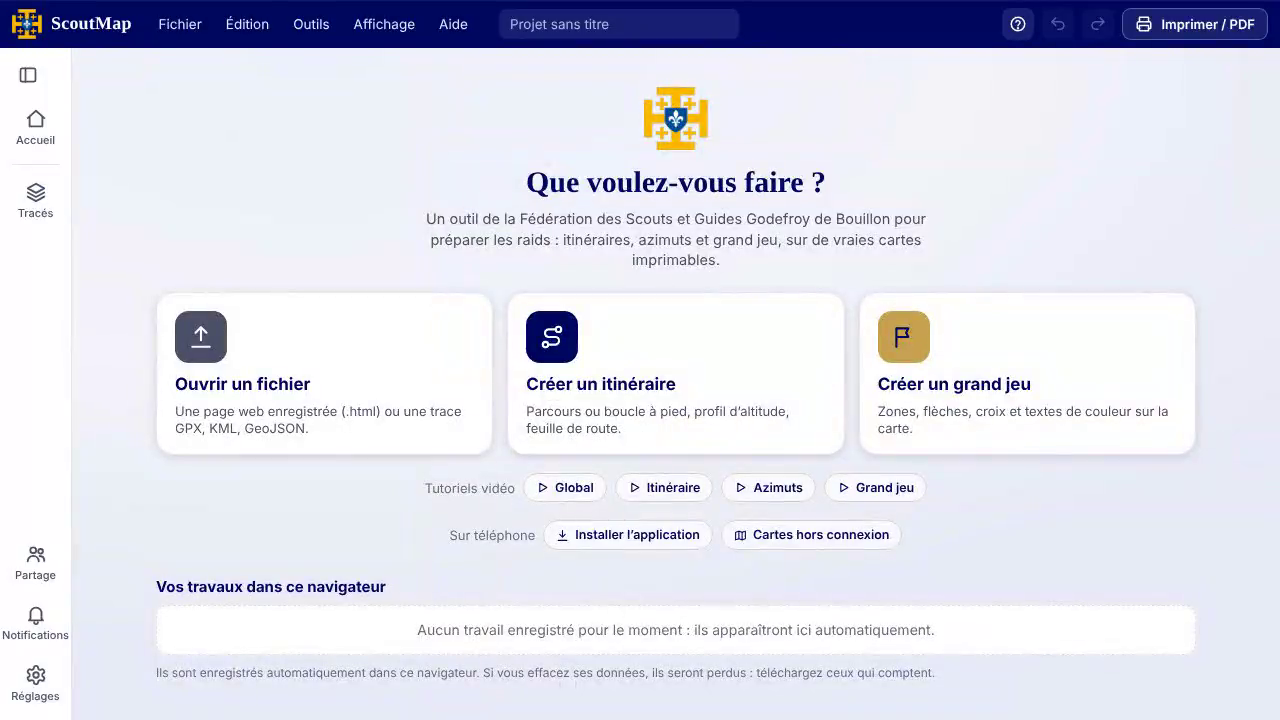 ScoutMap Fichier Édition Outils Affichage Aide Projet sans titre Imprimer / PDF
Accueil
Tracés
Que voulez-vous faire ?
Un outil de la Fédération des Scouts et Guides Godefroy de Bouillon pour
préparer les raids : itinéraires, azimuts et grand jeu, sur de vraies cartes
imprimables.
Ouvrir un fichier
Une page web enregistrée (.html) ou une trace
GPX, KML, GeoJSON.
Créer un itinéraire
Parcours ou boucle à pied, profil d’altitude,
feuille de route.
Créer un grand jeu
Zones, flèches, croix et textes de couleur sur la
carte.
Tutoriels vidéo Global Itinéraire Azimuts Grand jeu
Sur téléphone Installer l’application Cartes hors connexion
Partage
Notifications
Réglages
Vos travaux dans ce navigateur
Aucun travail enregistré pour le moment : ils apparaîtront ici automatiquement.
Ils sont enregistrés automatiquement dans ce navigateur. Si vous effacez ses données, ils seront perdus : téléchargez ceux qui comptent.